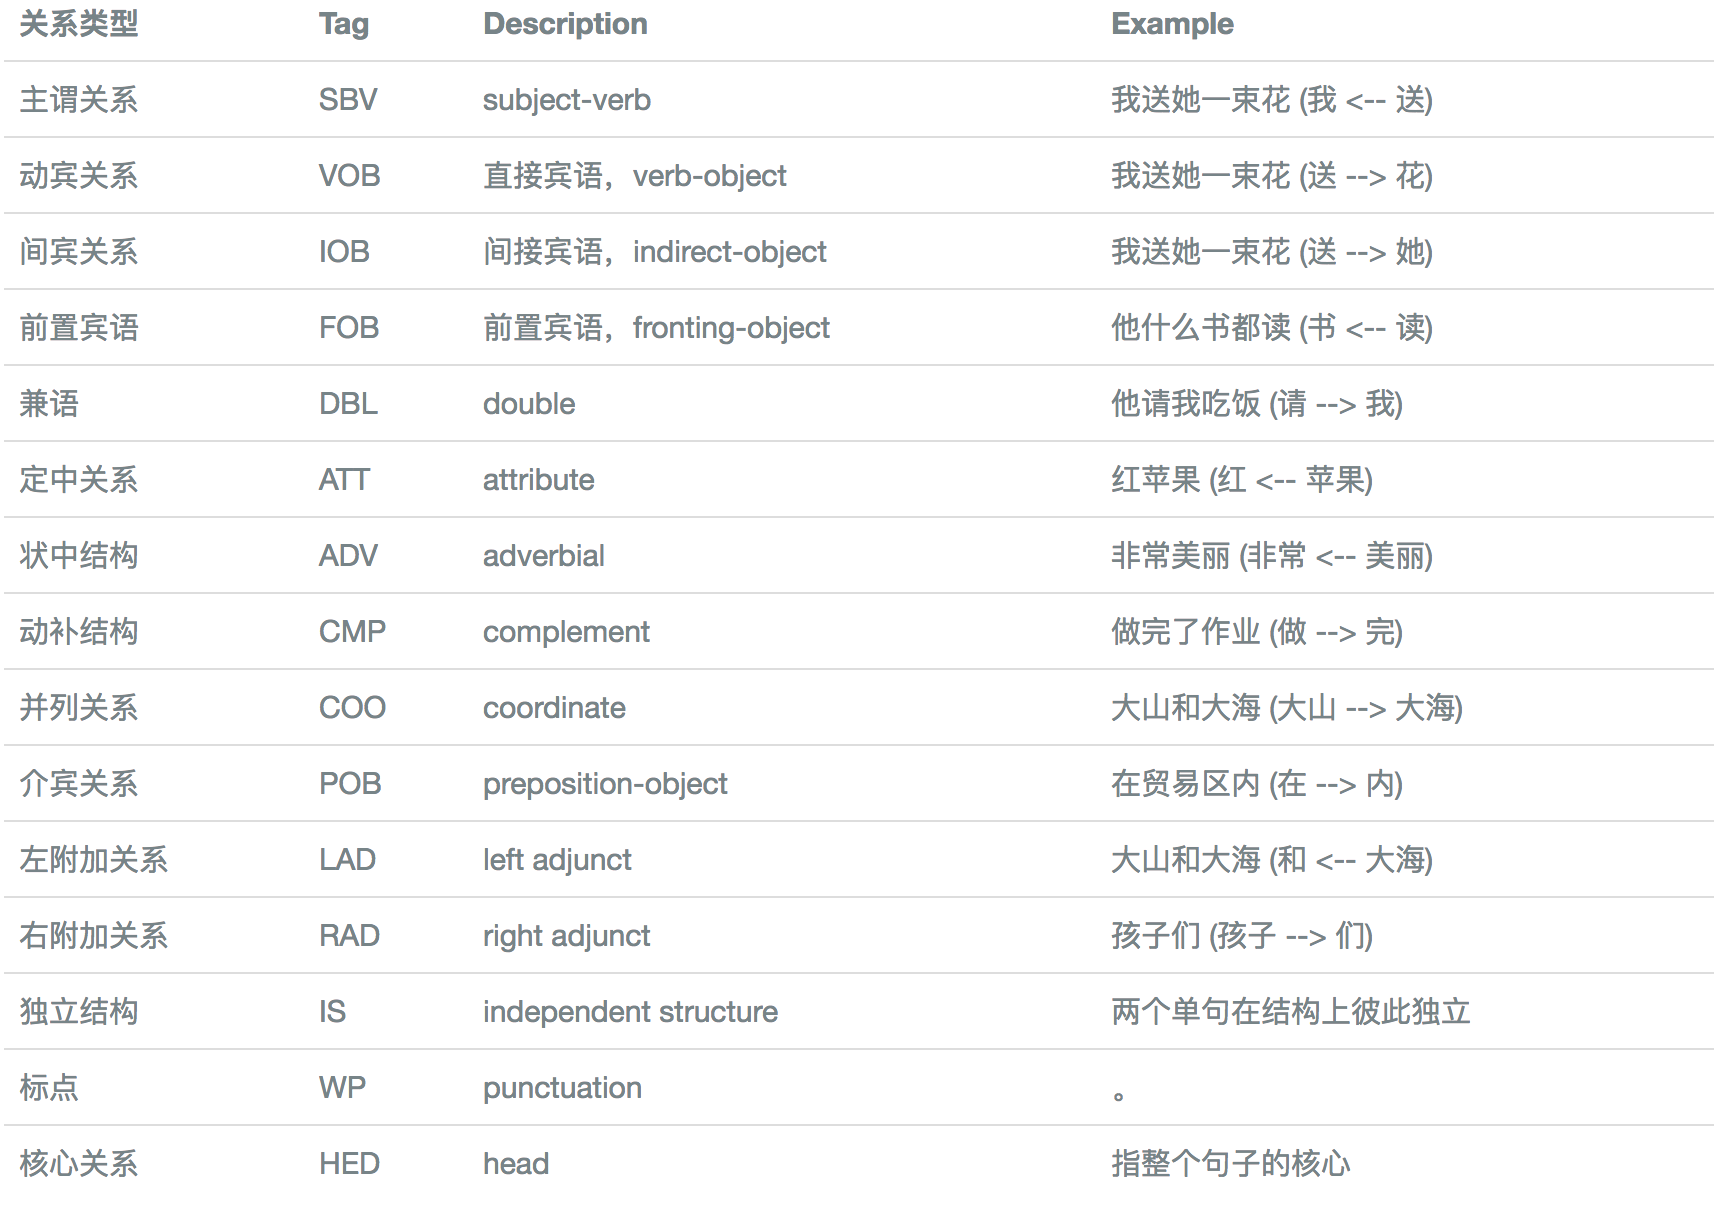 关系类型 Tag Description Example
主谓关系 SBV subject-verb 我送她一束花 (我 <-- 送)
动宾关系 VOB 直接宾语，verb-object 我送她一束花 (送 --> 花)
间宾关系 IOB 间接宾语，indirect-object 我送她一束花 (送 --> 她)
前置宾语 FOB 前置宾语，fronting-object 他什么书都读 (书 <-- 读)
兼语 DBL double 他请我吃饭 (请 --> 我)
定中关系 ATT attribute 红苹果 (红 <-- 苹果)
状中结构 ADV adverbial 非常美丽 (非常 <-- 美丽)
动补结构 CMP complement 做完了作业 (做 --> 完)
并列关系 COO coordinate 大山和大海 (大山 --> 大海)
介宾关系 POB preposition-object 在贸易区内 (在 --> 内)
左附加关系 LAD left adjunct 大山和大海 (和 <-- 大海)
右附加关系 RAD right adjunct 孩子们 (孩子 --> 们)
独立结构 IS independent structure 两个单句在结构上彼此独立
标点 WP punctuation 。
核心关系 HED head 指整个句子的核心